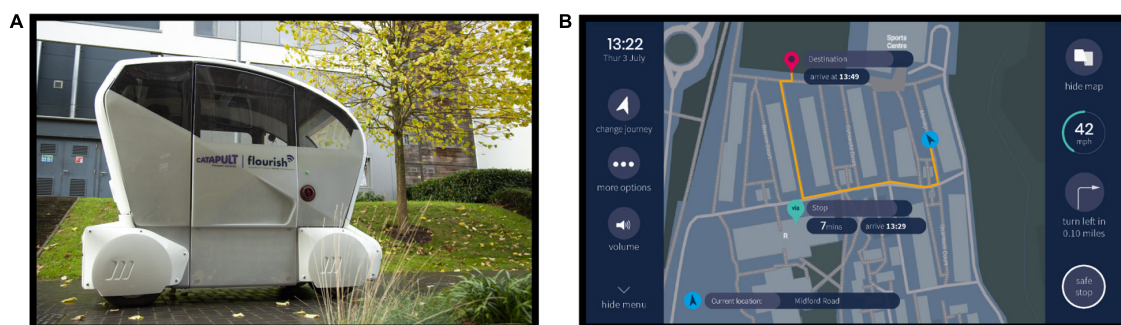 A
CATAPULT | flourish
B
13:22
Thur 3 July
change journey
more options
volume
hide menu
Sports
Centre
Destination
arrive at 13:49
via
Stop
7mins
arrive 13:29
Current location:
Midford Road
hide map
42
mph
turn left in
0.10 miles
safe
stop